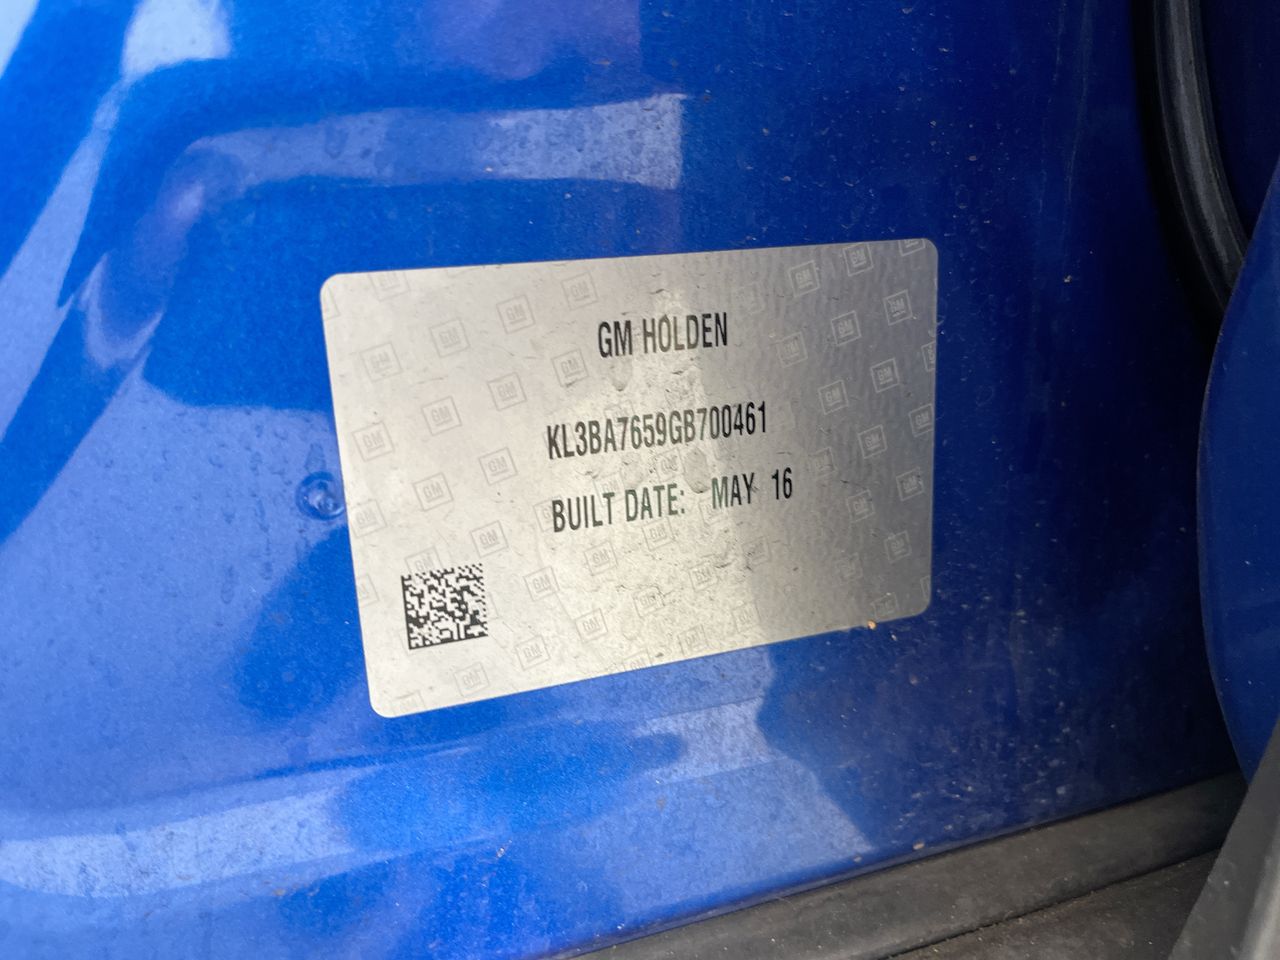 GM HOLDEN
KL3BA7659GB700461
BUILT DATE: MAY 16